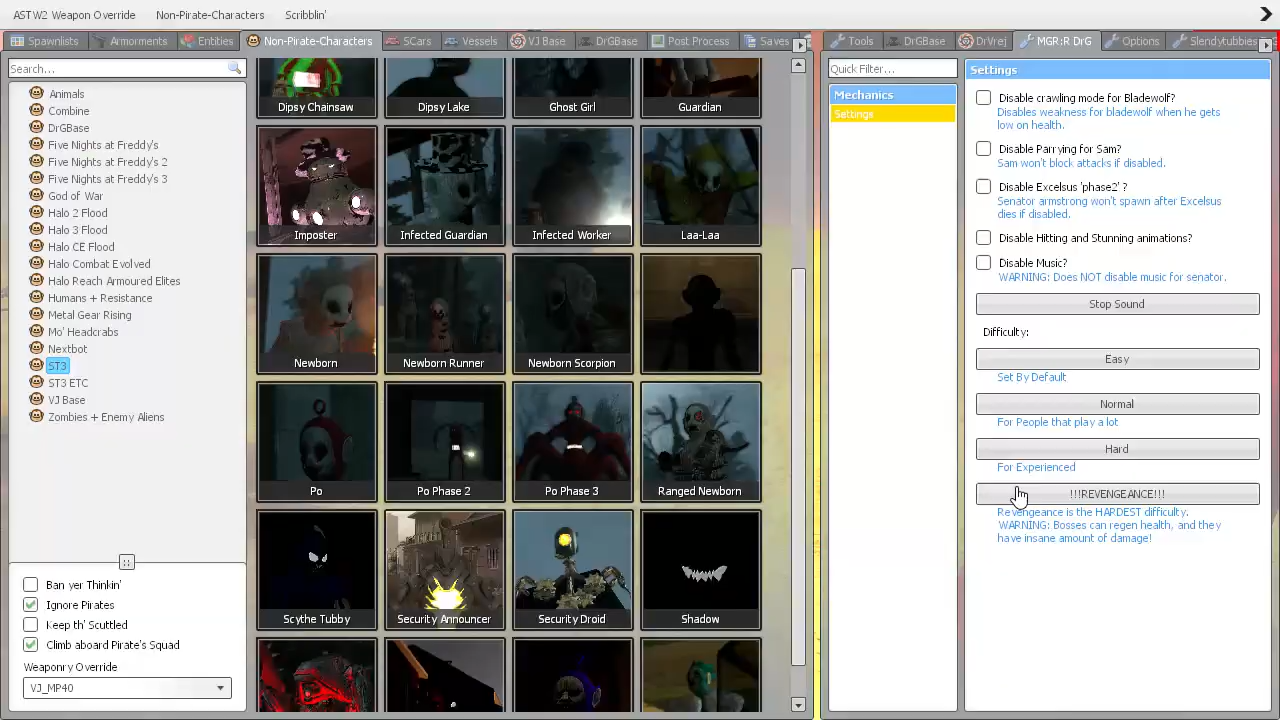 ASTW2 Weapon Override Non-Pirate-Characters Scribblin'
Spawnlists Armorments Entities Non-Pirate-Characters SCars Vessels VJ Base DrGBase Post Process Saves
Tools DrGBase DrVrej MGR:R DrG Options Slendytubbies
Search...
Animals
Combine
DrGBase
Five Nights at Freddy's
Five Nights at Freddy's 2
Five Nights at Freddy's 3
God of War
Halo 2 Flood
Halo 3 Flood
Halo CE Flood
Halo Combat Evolved
Halo Reach Armoured Elites
Humans + Resistance
Metal Gear Rising
Mo' Headcrabs
Nextbot
ST3
ST3 ETC
VJ Base
Zombies + Enemy Aliens
Ban yer Thinkin'
Ignore Pirates
Keep th' Scuttled
Climb aboard Pirate's Squad
Weaponry Override
VJ_MP40
Dipsy Chainsaw Dipsy Lake Ghost Girl Guardian
Imposter Infected Guardian Infected Worker Laa-Laa
Newborn Newborn Runner Newborn Scorpion
Po Po Phase 2 Po Phase 3 Ranged Newborn
Scythe Tubby Security Announcer Security Droid Shadow
Quick Filter...
Mechanics
Settings
Settings
Disable crawling mode for Bladewolf?
Disables weakness for bladewolf when he gets
low on health.
Disable Parrying for Sam?
Sam won't block attacks if disabled.
Disable Excelsus 'phase2' ?
Senator armstrong won't spawn after Excelsus
dies if disabled.
Disable Hitting and Stunning animations?
Disable Music?
WARNING: Does NOT disable music for senator.
Stop Sound
Difficulty:
Easy
Set By Default
Normal
For People that play a lot
Hard
For Experienced
!!!REVENGEANCE!!!
Revengeance is the HARDEST difficulty.
WARNING: Bosses can regen health, and they
have insane amount of damage!